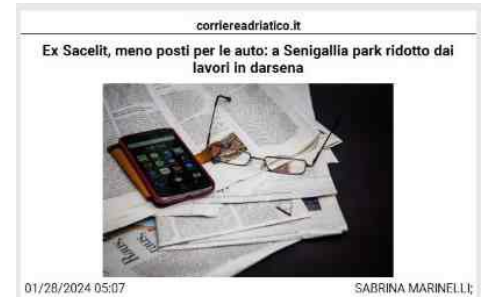 corriereadriatico.it
Ex Sacelit, meno posti per le auto: a Senigallia park ridotto dai
lavori in darsena
01/28/2024 05:07
SABRINA MARINELLI;